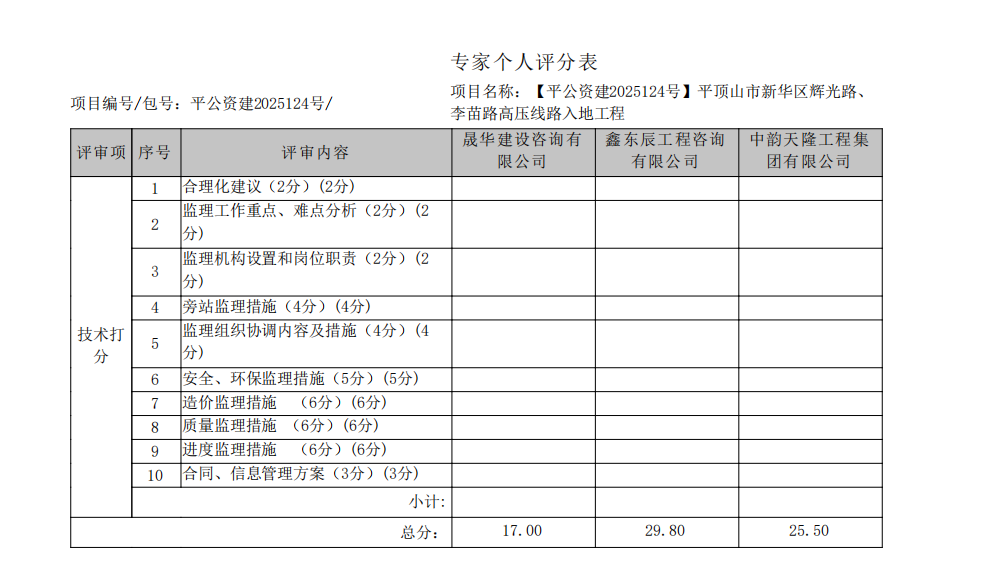 专家个人评分表
项目编号/包号: 平公资建2025124号/
项目名称: 【平公资建2025124号】平顶山市新华区辉光路、
李苗路高压线路入地工程
评审项 序号 评审内容 晟华建设咨询有 鑫东辰工程咨询 中韵天隆工程集
限公司 有限公司 团有限公司
1 合理化建议（2分）(2分)
监理工作重点、难点分析（2分）(2
2
分)
监理机构设置和岗位职责（2分）(2
3
分)
4 旁站监理措施（4分）(4分)
技术打
分
监理组织协调内容及措施（4分）(4
5
分)
6 安全、环保监理措施（5分）(5分)
7 造价监理措施 （6分）(6分)
8 质量监理措施 （6分）(6分)
9 进度监理措施 （6分）(6分)
10 合同、信息管理方案（3分）(3分)
小计:
总分: 17.00 29.80 25.50